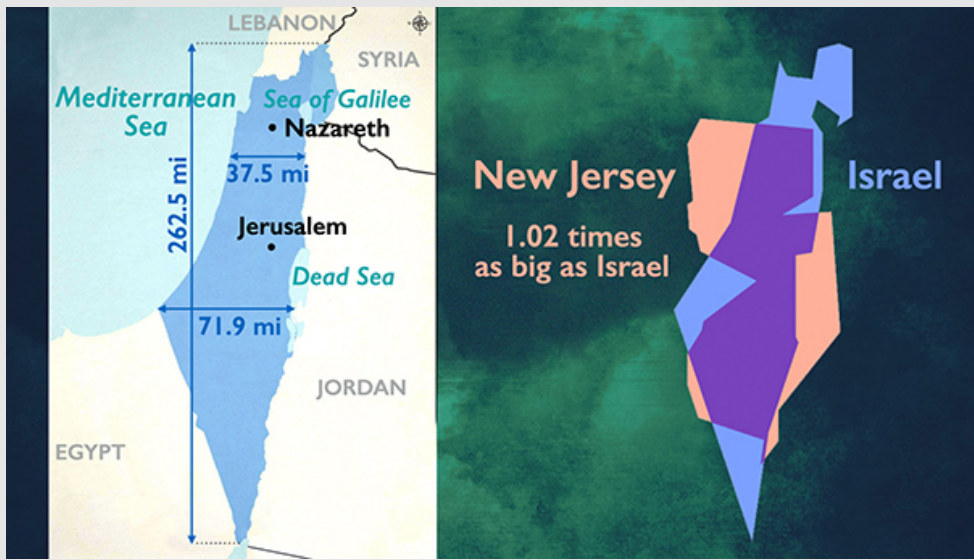 LEBANON
SYRIA
Mediterranean
Sea
Sea of Galilee
Nazareth
37.5 mi
262.5 mi
Jerusalem
Dead Sea
71.9 mi
JORDAN
EGYPT
New Jersey
1.02 times
as big as Israel
Israel